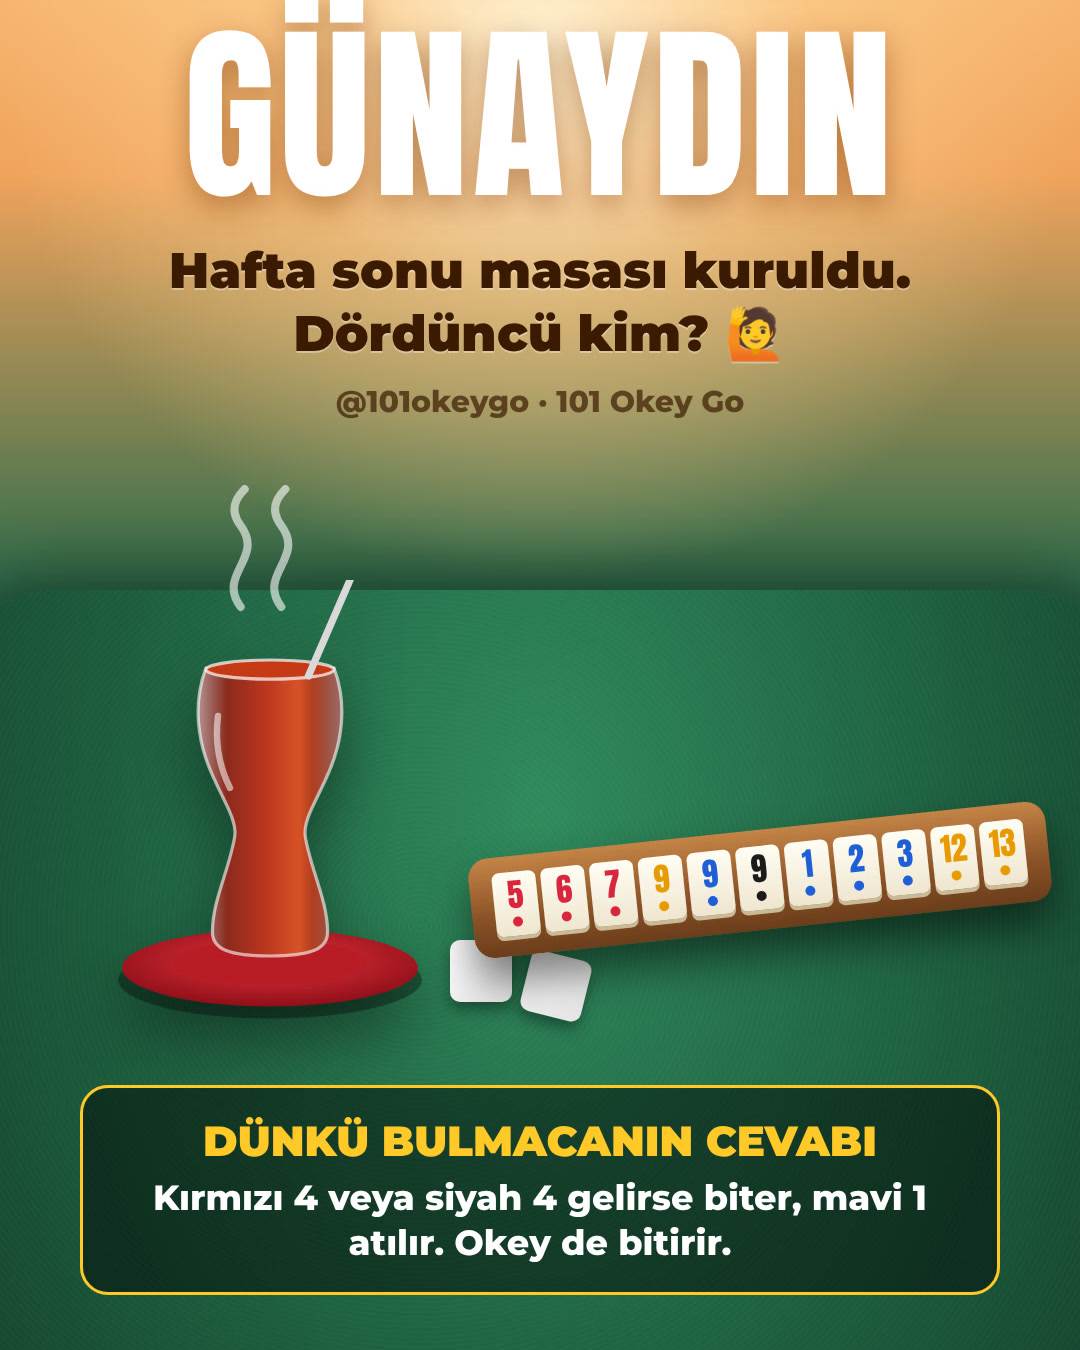 GÜNAYDIN
Hafta sonu masası kuruldu.
Dördüncü kim? 🙋
@101okeygo • 101 Okey Go
5 6 7 9 9 9 1 2 3 12 13
DÜNKÜ BULMACANIN CEVABI
Kırmızı 4 veya siyah 4 gelirse biter, mavi 1
atılır. Okey de bitirir.